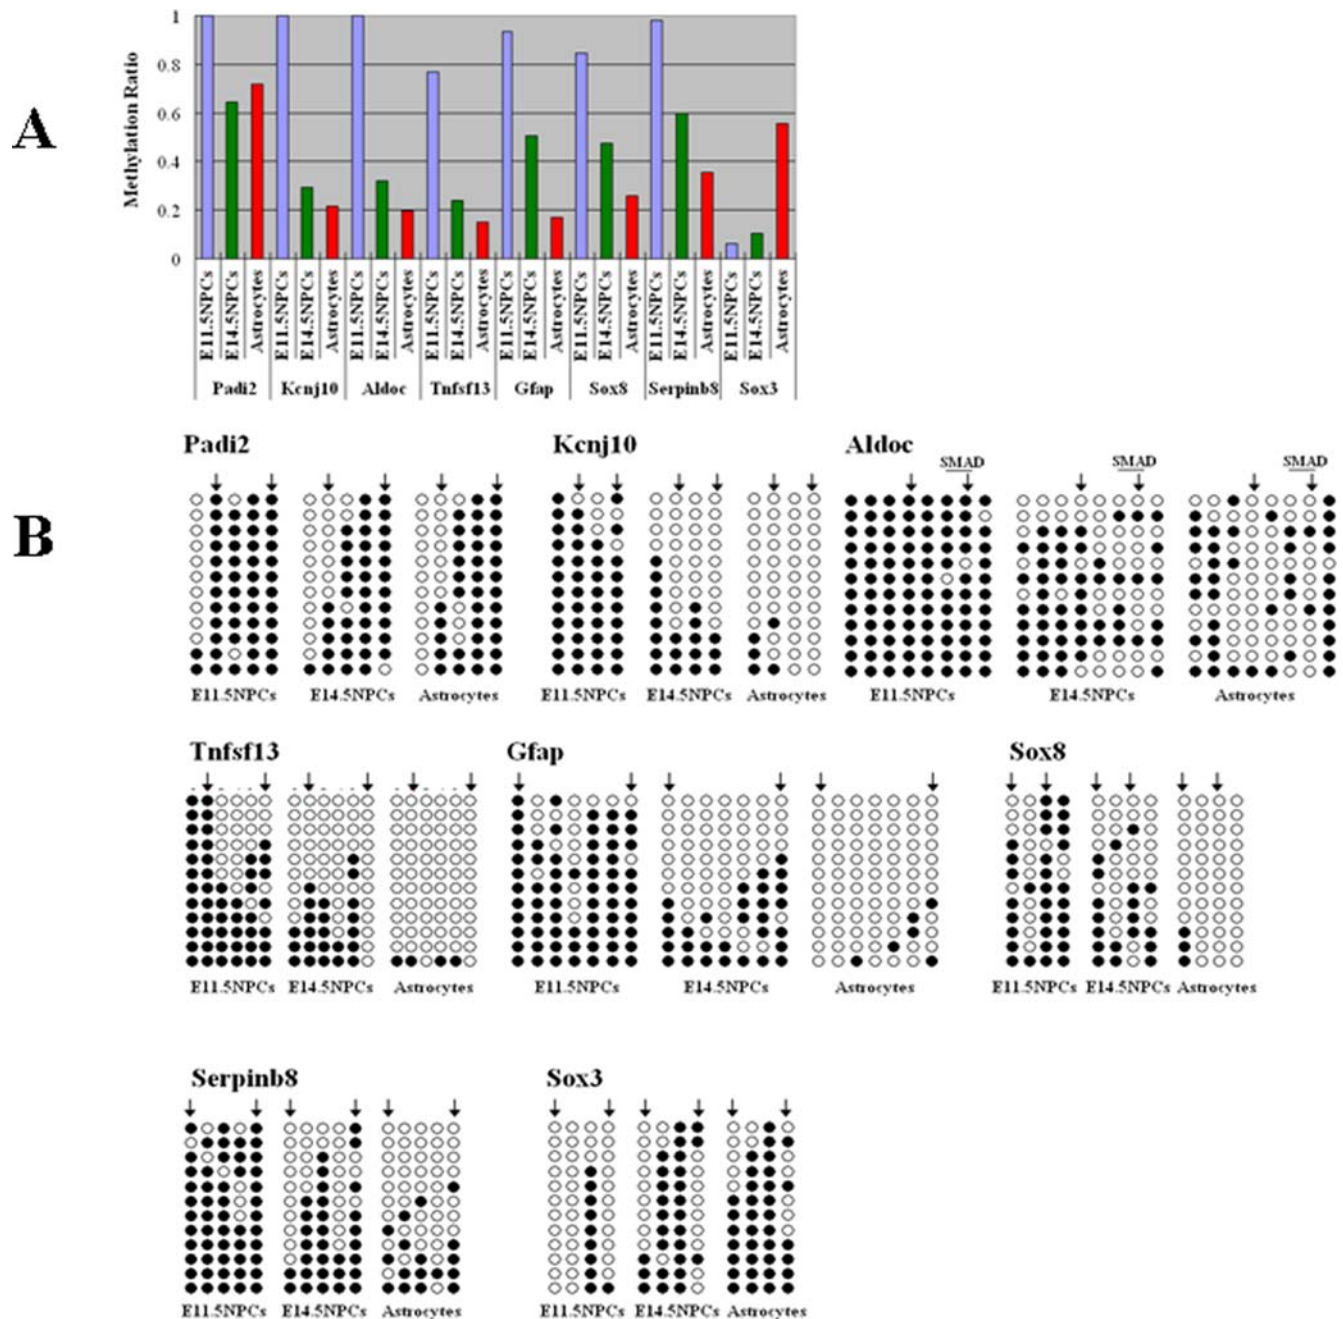 A
Methylation Ratio
1
0.8
0.6
0.4
0.2
0
E11.5NPCs E14.5NPCs Astrocytes E11.5NPCs E14.5NPCs Astrocytes E11.5NPCs E14.5NPCs Astrocytes E11.5NPCs E14.5NPCs Astrocytes E11.5NPCs E14.5NPCs Astrocytes E11.5NPCs E14.5NPCs Astrocytes E11.5NPCs E14.5NPCs Astrocytes E11.5NPCs E14.5NPCs Astrocytes
Padi2 Kcnj10 Aldoc Tnfsf13 Gfap Sox8 Serpinb8 Sox3
B
Padi2 Kcnj10 Aldoc
SMAD SMAD SMAD
E11.5NPCs E14.5NPCs Astrocytes E11.5NPCs E14.5NPCs Astrocytes E11.5NPCs E14.5NPCs Astrocytes
Tnfsf13 Gfap Sox8
E11.5NPCs E14.5NPCs Astrocytes E11.5NPCs E14.5NPCs Astrocytes E11.5NPCs E14.5NPCs Astrocytes
Serpinb8 Sox3
E11.5NPCs E14.5NPCs Astrocytes E11.5NPCs E14.5NPCs Astrocytes